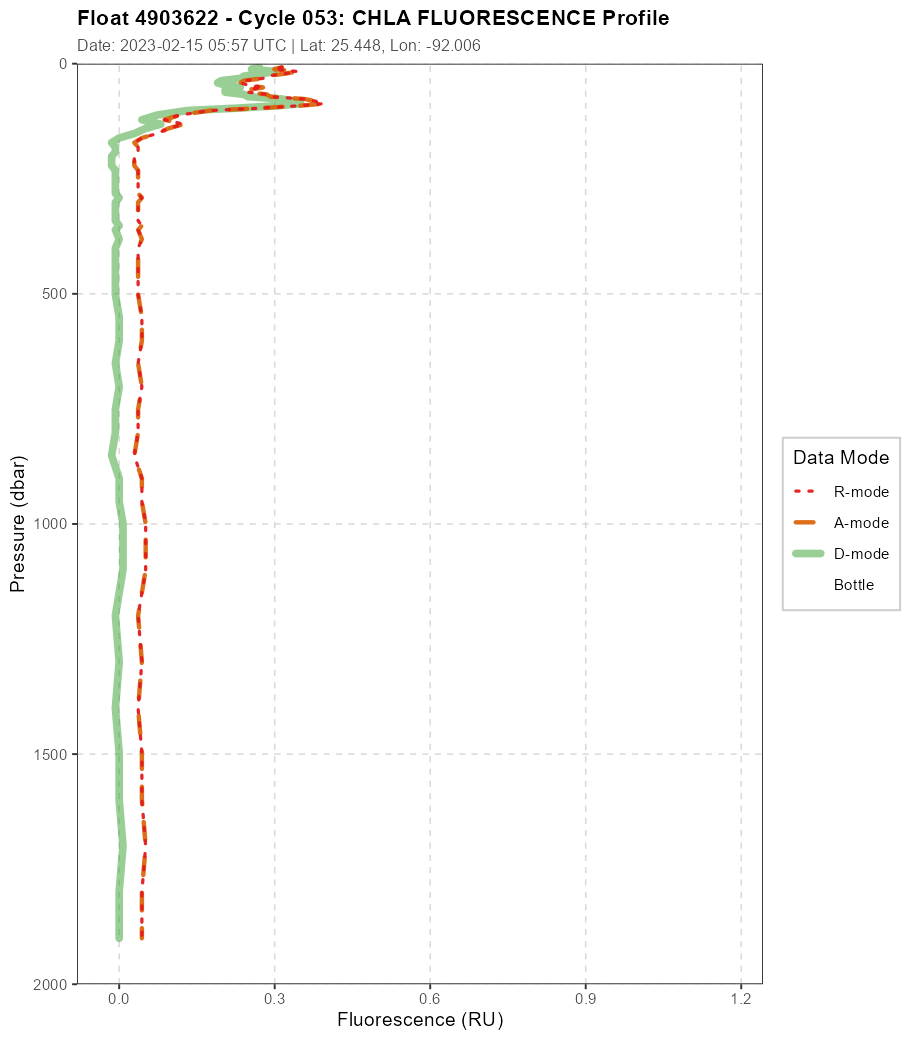 Float 4903622 - Cycle 053: CHLA FLUORESCENCE Profile
Date: 2023-02-15 05:57 UTC | Lat: 25.448, Lon: -92.006
0
500
1000
1500
2000
Pressure (dbar)
0.0 0.3 0.6 0.9 1.2
Fluorescence (RU)
Data Mode
R-mode
A-mode
D-mode
Bottle